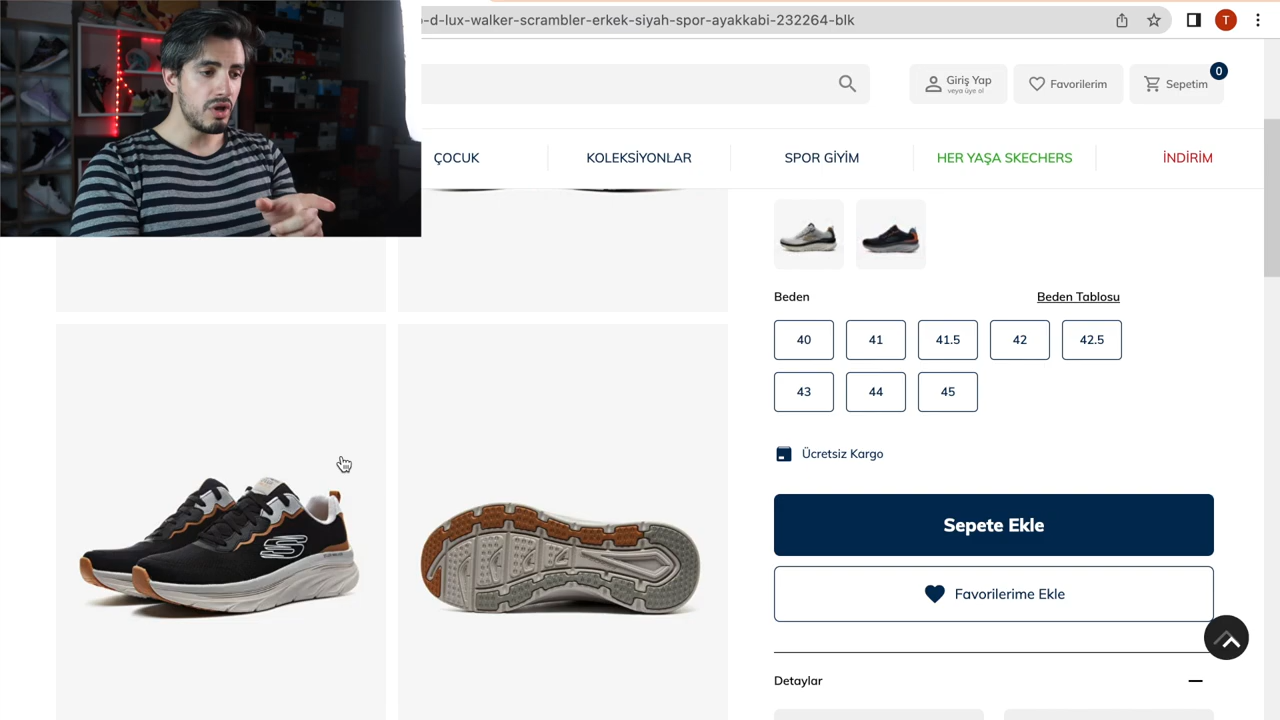 -d-lux-walker-scrambler-erkek-siyah-spor-ayakkabi-232264-blk
T
Giriş Yap
veya üye ol
Favorilerim
Sepetim
0
ÇOCUK
KOLEKSİYONLAR
SPOR GİYİM
HER YAŞA SKECHERS
İNDİRİM
Beden
Beden Tablosu
40
41
41.5
42
42.5
43
44
45
Ücretsiz Kargo
Sepete Ekle
Favorilerime Ekle
Detaylar